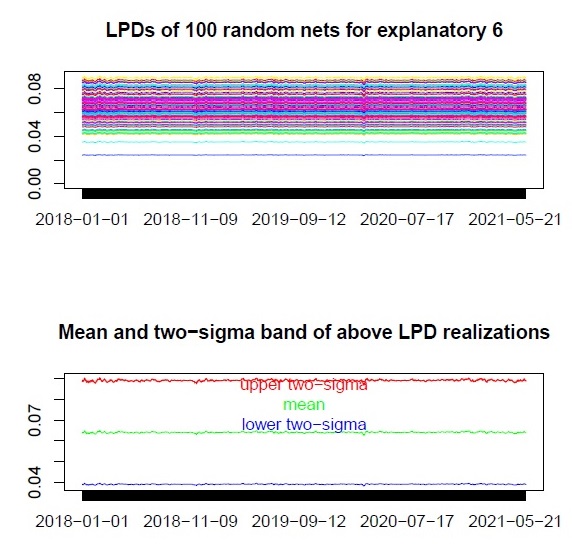 LPDs of 100 random nets for explanatory 6
0.08
0.04
0.00
2018−01−01 2018−11−09 2019−09−12 2020−07−17 2021−05−21
Mean and two−sigma band of above LPD realizations
upper two−sigma
mean
lower two−sigma
0.07
0.04
2018−01−01 2018−11−09 2019−09−12 2020−07−17 2021−05−21